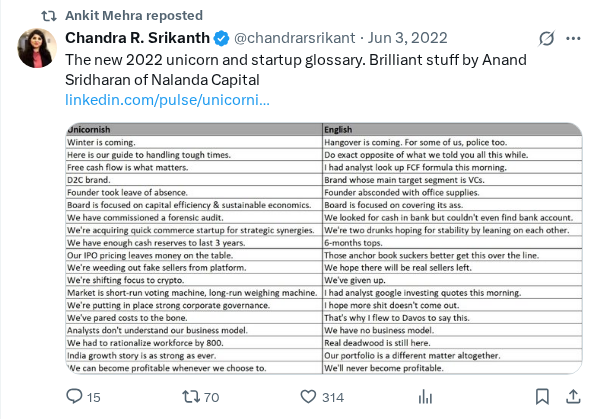 Ankit Mehra reposted
Chandra R. Srikanth @chandrarsrikant · Jun 3, 2022
The new 2022 unicorn and startup glossary. Brilliant stuff by Anand
Sridharan of Nalanda Capital
linkedin.com/pulse/unicorni...
Unicornish English
Winter is coming. Hangover is coming. For some of us, police too.
Here is our guide to handling tough times. Do exact opposite of what we told you all this while.
Free cash flow is what matters. I had analyst look up FCF formula this morning.
D2C brand. Brand whose main target segment is VCs.
Founder took leave of absence. Founder absconded with office supplies.
Board is focused on capital efficiency & sustainable economics. Board is focused on covering its ass.
We have commissioned a forensic audit. We looked for cash in bank but couldn't even find bank account.
We're acquiring quick commerce startup for strategic synergies. We're two drunks hoping for stability by leaning on each other.
We have enough cash reserves to last 3 years. 6-months tops.
Our IPO pricing leaves money on the table. Those anchor book suckers better get this over the line.
We're weeding out fake sellers from platform. We hope there will be real sellers left.
We're shifting focus to crypto. We've given up.
Market is short-run voting machine, long-run weighing machine. I had analyst google investing quotes this morning.
We're putting in place strong corporate governance. I hope more shit doesn't come out.
We've pared costs to the bone. That's why I flew to Davos to say this.
Analysts don't understand our business model. We have no business model.
We had to rationalize workforce by 800. Real deadwood is still here.
India growth story is as strong as ever. Our portfolio is a different matter altogether.
We can become profitable whenever we choose to. We'll never become profitable.
15 70 314